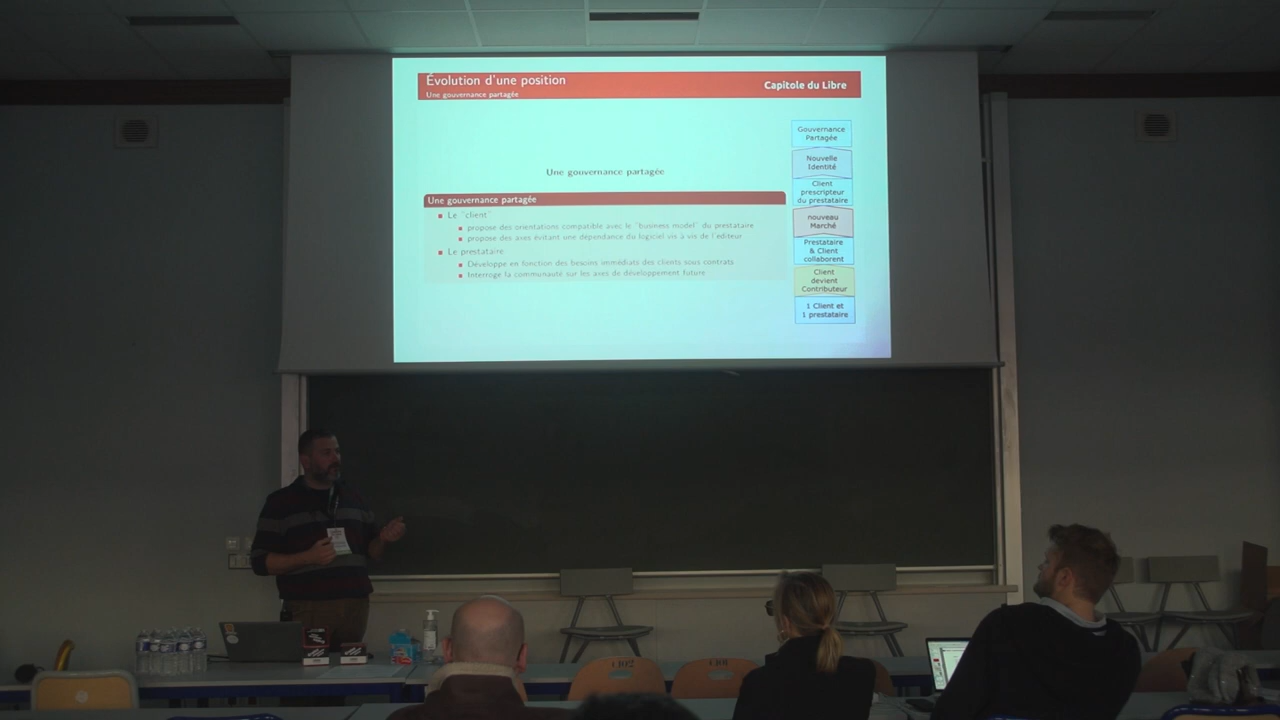 Évolution d'une position
Une gouvernance partagée
Capitole du Libre
Une gouvernance partagée
Une gouvernance partagée
Le "client"
propose des orientations compatible avec le "business model" du prestataire
propose des axes évitant une dépendance du logiciel vis à vis de l'éditeur
Le prestataire
Développe en fonction des besoins immédiats des clients sous contrats
Interroge la communauté sur les axes de développement future
Gouvernance
Partagée
Nouvelle
Identité
Client
prescripteur
du prestataire
nouveau
Marché
Prestataire
& Client
collaborent
Client
devient
Contributeur
1 Client et
1 prestataire